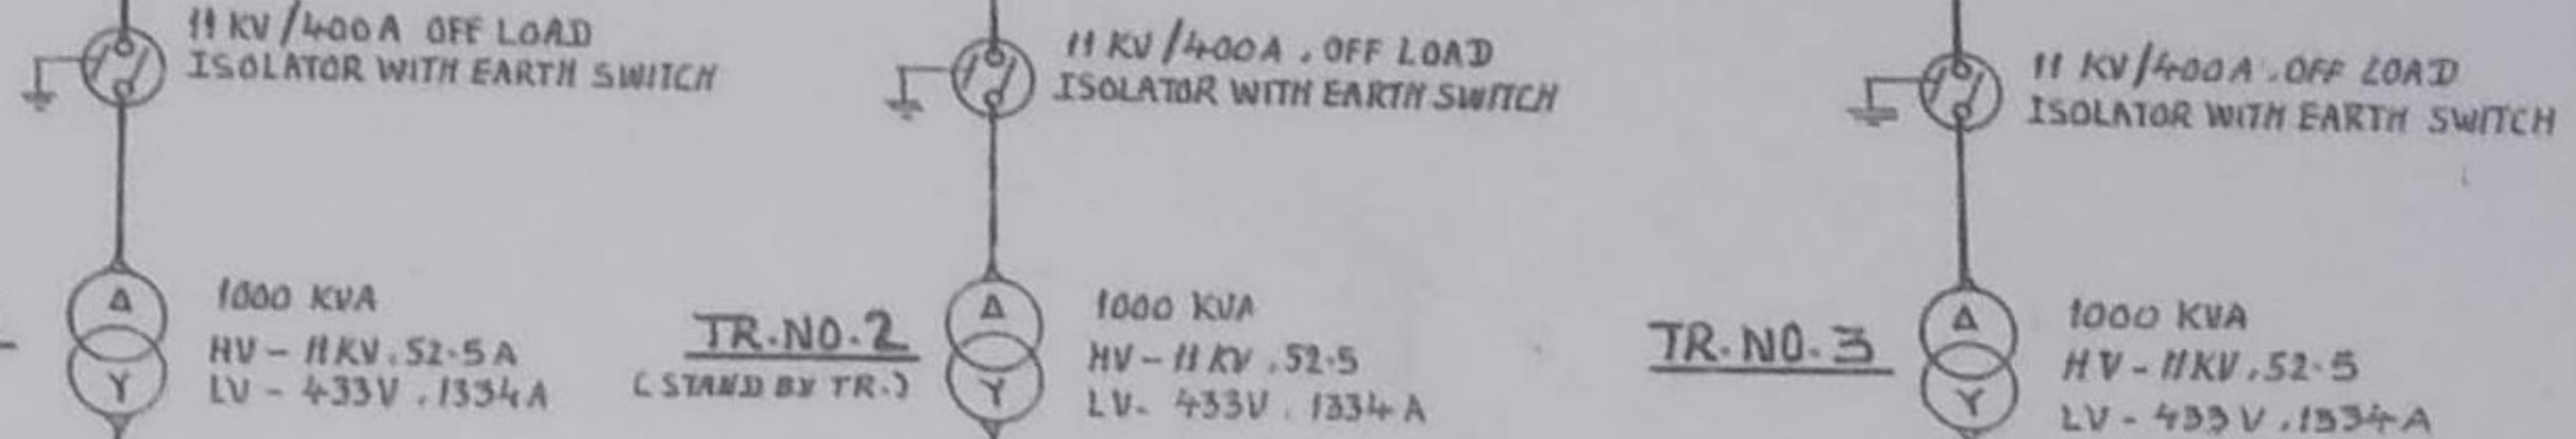 11 KV/400A OFF LOAD
ISOLATOR WITH EARTH SWITCH
11 KV/400A . OFF LOAD
ISOLATOR WITH EARTH SWITCH
11 KV/400A . OFF LOAD
ISOLATOR WITH EARTH SWITCH
Δ
Y
1000 KVA
HV - 11KV . 52.5 A
LV - 433V . 1334A
TR.NO.2
(STAND BY TR.)
Δ
Y
1000 KVA
HV - 11 KV . 52.5
LV - 433V . 1334A
TR.NO.3
Δ
Y
1000 KVA
HV - 11KV . 52.5
LV - 433V . 1334A